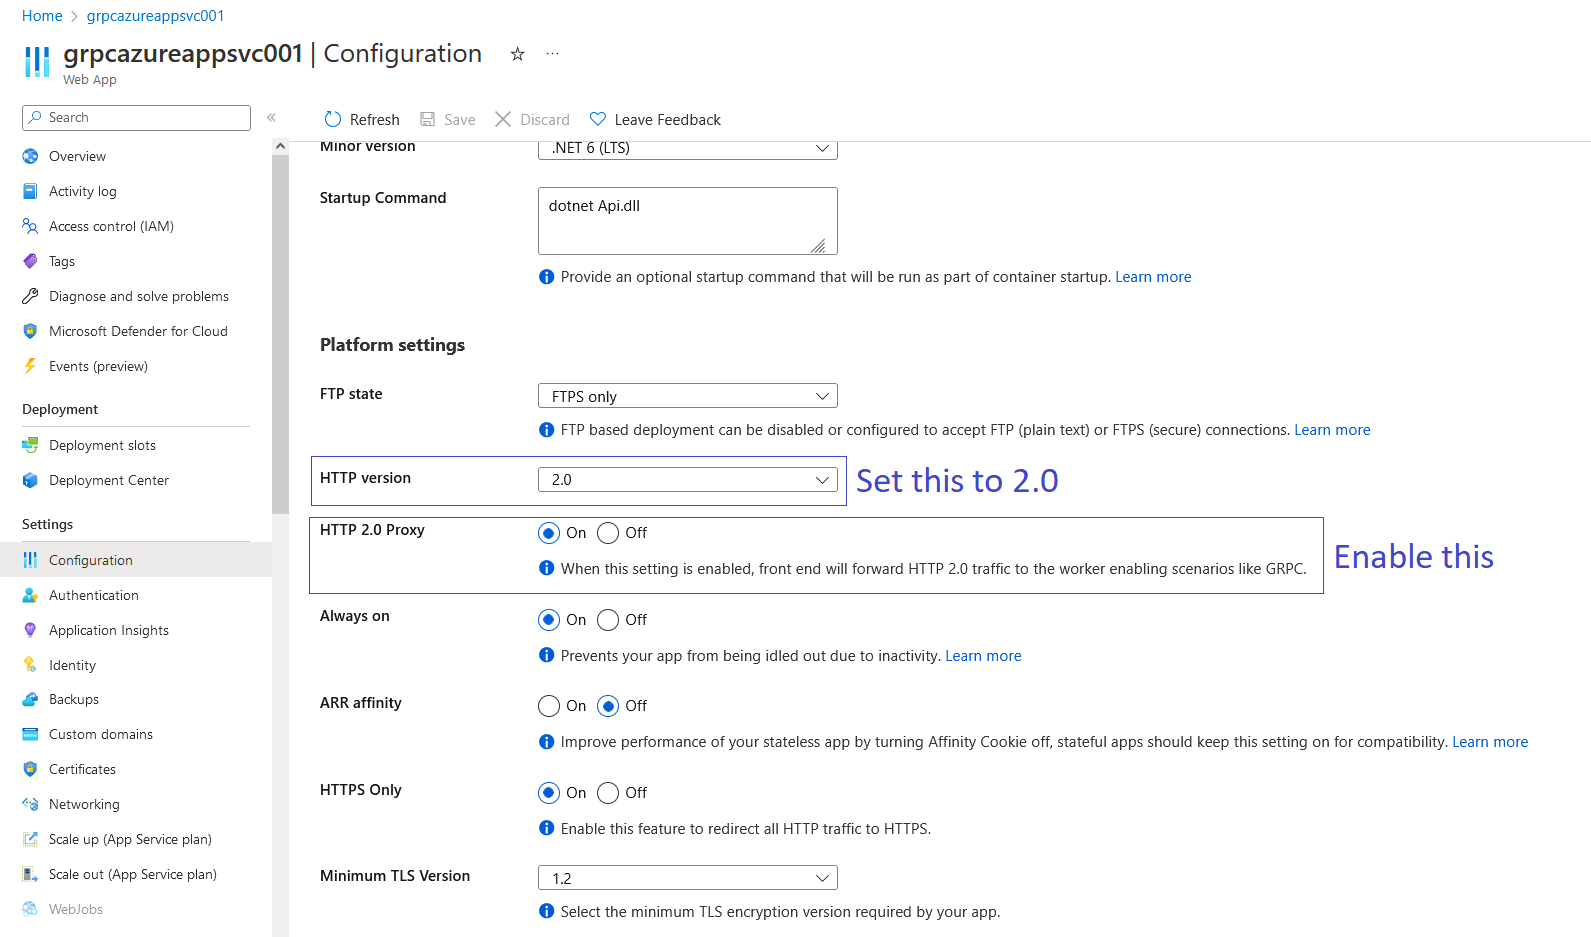 Home > grpcazureappsvc001
grpcazureappsvc001 | Configuration
Web App
Search
Refresh Save Discard Leave Feedback
Overview
Activity log
Access control (IAM)
Tags
Diagnose and solve problems
Microsoft Defender for Cloud
Events (preview)
Deployment
Deployment slots
Deployment Center
Settings
Configuration
Authentication
Application Insights
Identity
Backups
Custom domains
Certificates
Networking
Scale up (App Service plan)
Scale out (App Service plan)
WebJobs
Minor version .NET 6 (LTS)
Startup Command dotnet Api.dll
Provide an optional startup command that will be run as part of container startup. Learn more
Platform settings
FTP state FTPS only
FTP based deployment can be disabled or configured to accept FTP (plain text) or FTPS (secure) connections. Learn more
HTTP version 2.0 Set this to 2.0
HTTP 2.0 Proxy On Off
When this setting is enabled, front end will forward HTTP 2.0 traffic to the worker enabling scenarios like GRPC.
Enable this
Always on On Off
Prevents your app from being idled out due to inactivity. Learn more
ARR affinity On Off
Improve performance of your stateless app by turning Affinity Cookie off, stateful apps should keep this setting on for compatibility. Learn more
HTTPS Only On Off
Enable this feature to redirect all HTTP traffic to HTTPS.
Minimum TLS Version 1.2
Select the minimum TLS encryption version required by your app.